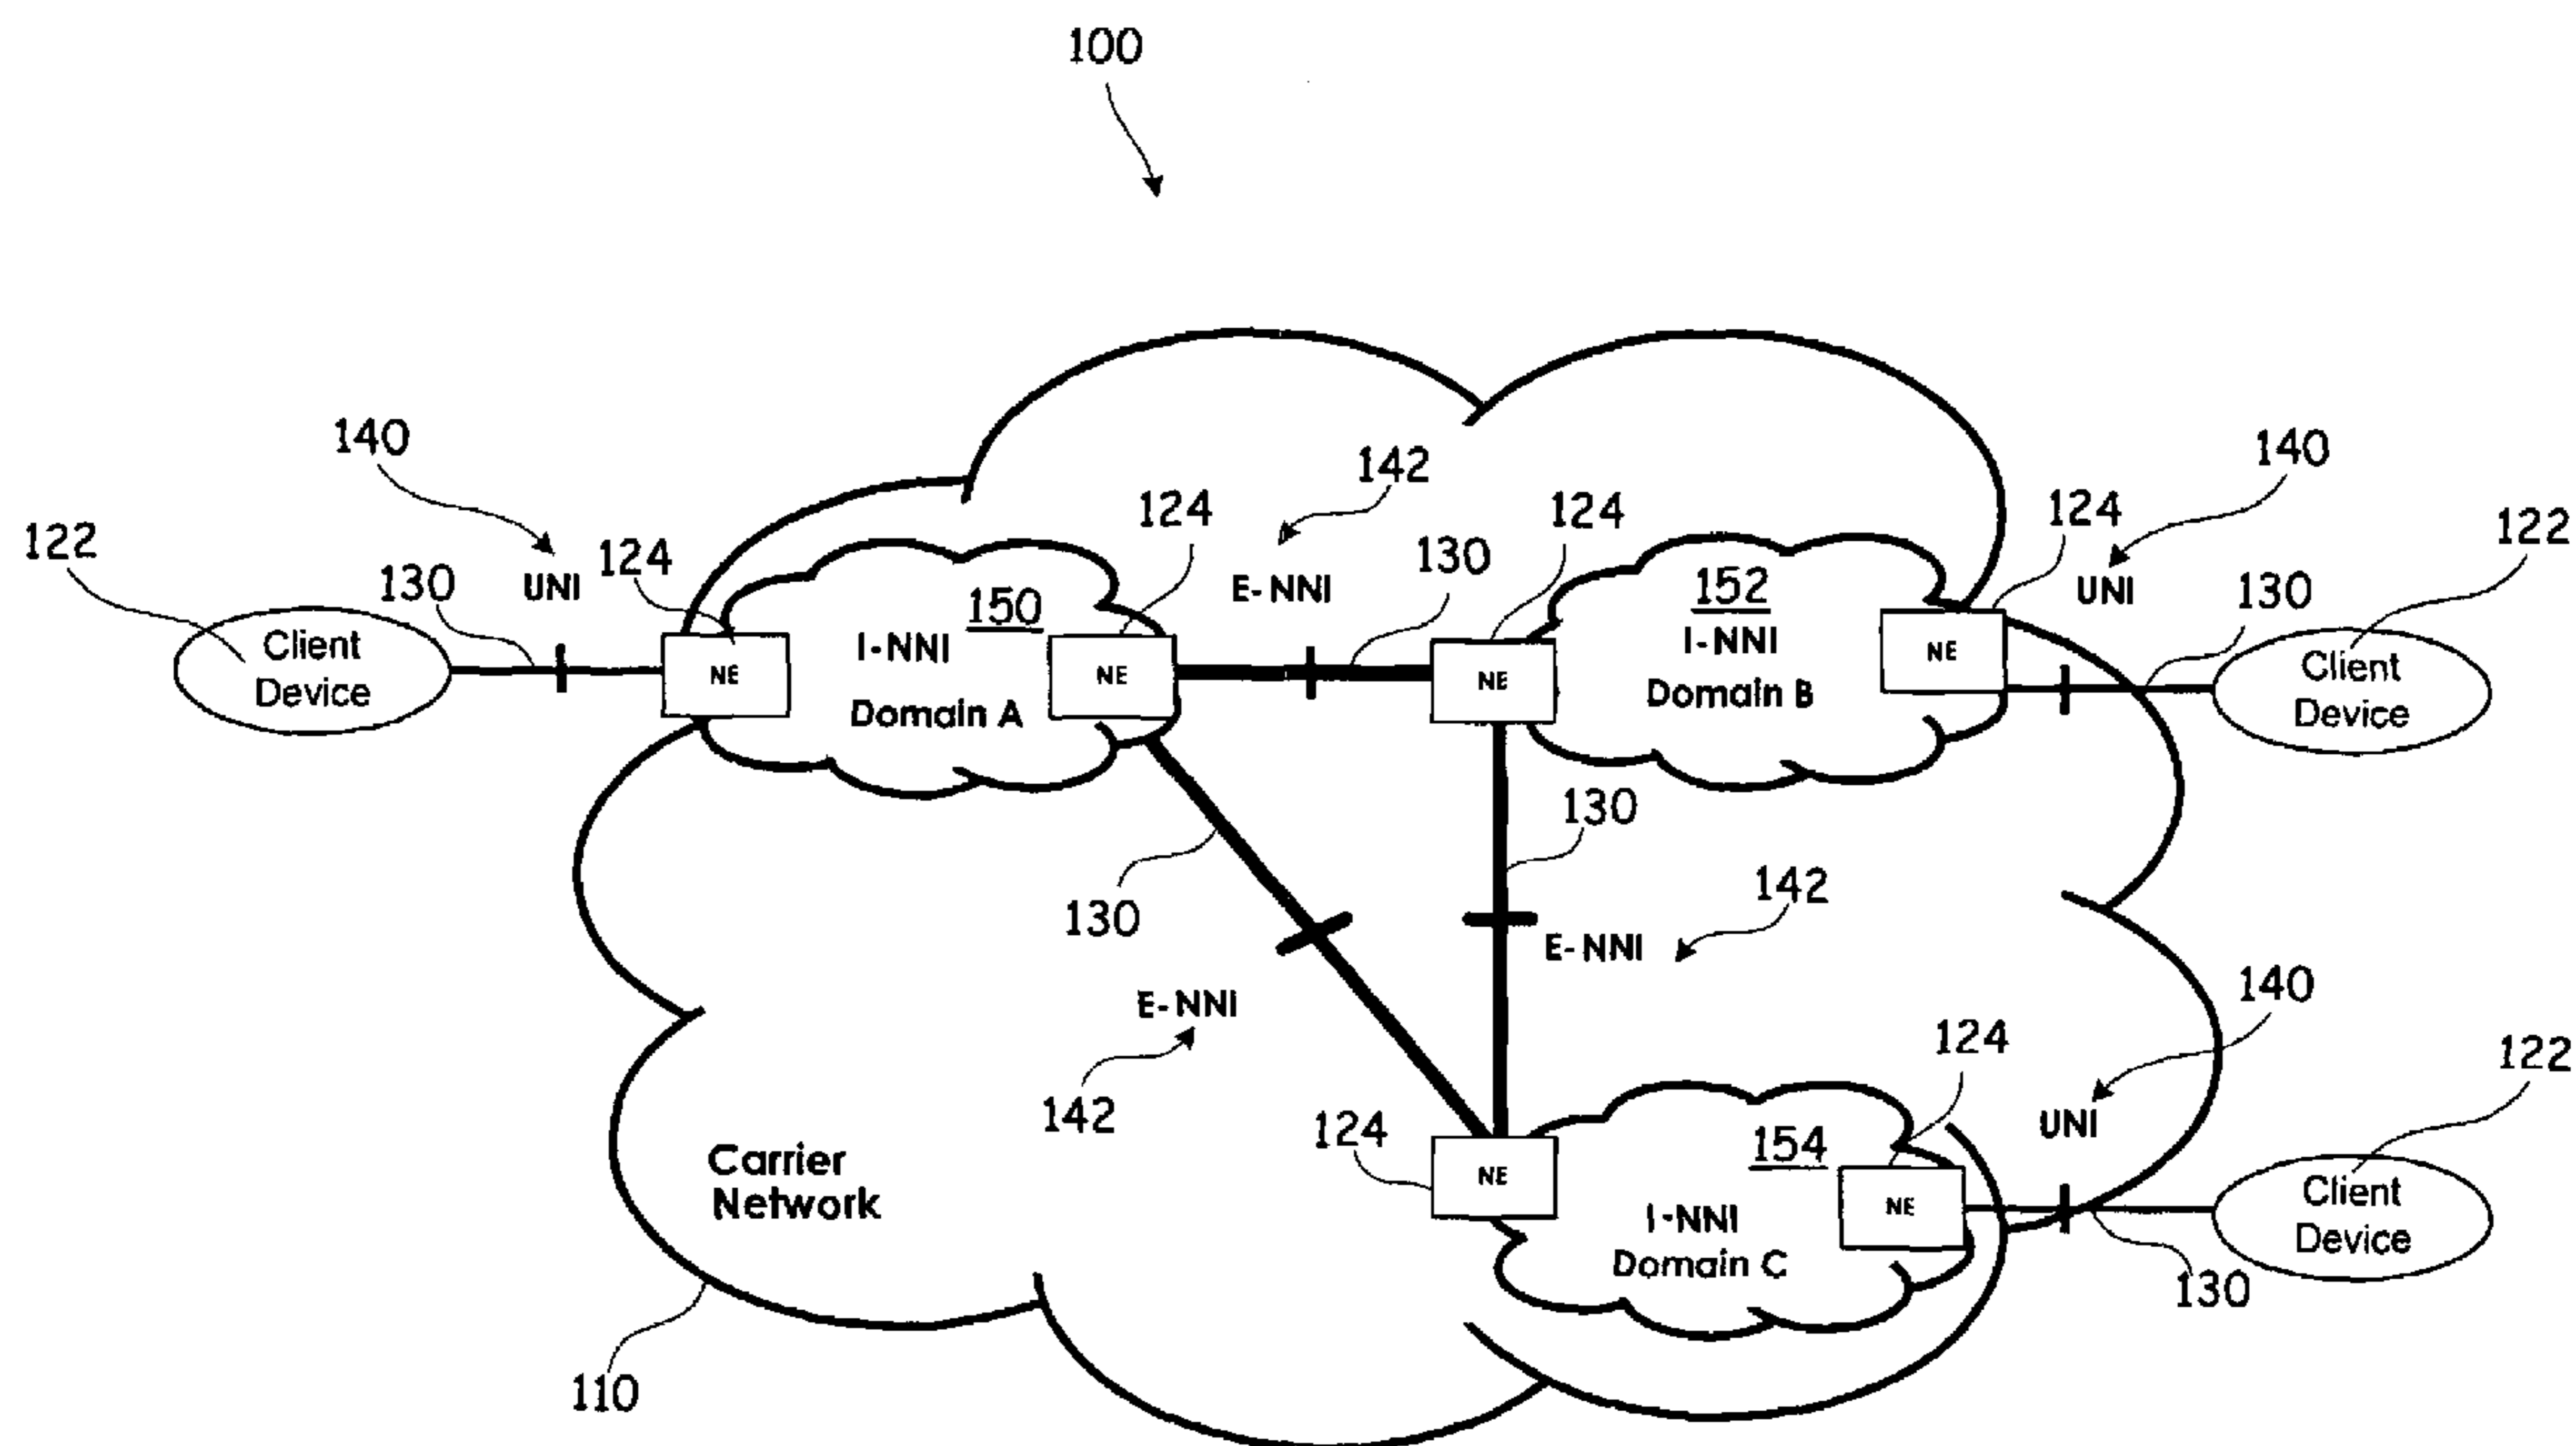 100
140
142
140
124
124
124
122
122
124
130
UNI
E-NNI
130
UNI
130
152
150
I-NNI
I-NNI
Client
Device
NE
NE
NE
NE
Client
Device
Domain A
Domain B
130
130
142
E-NNI
E-NNI
142
140
124
122
UNI
124
154
Carrier
Network
NE
NE
I-NNI
Domain C
Client
Device
130
110